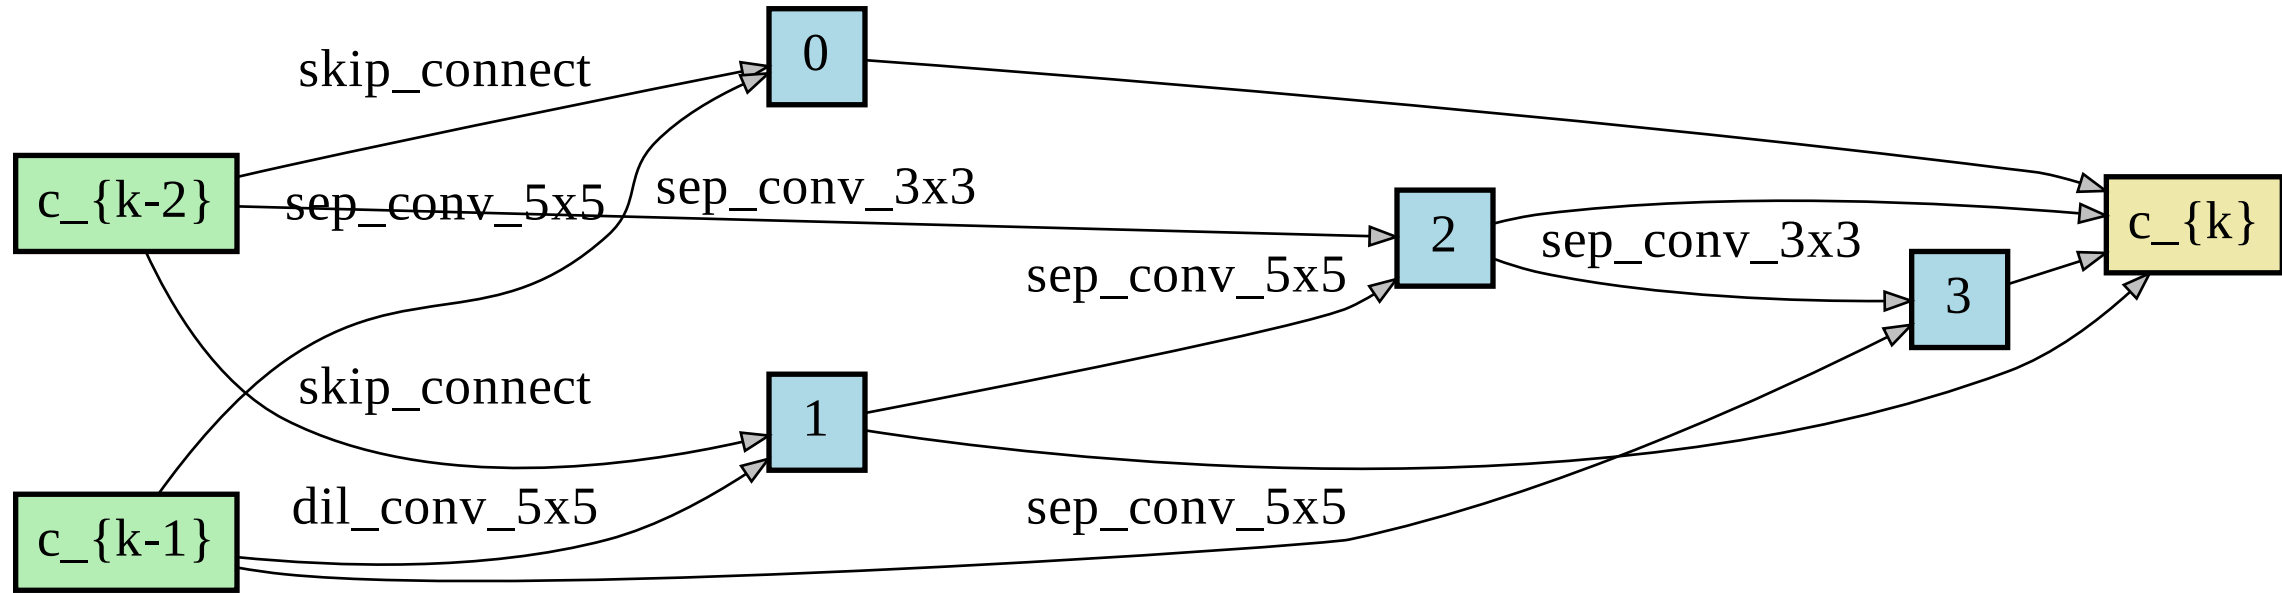 0
skip_connect
c_{k-2}
sep_conv_5x5
sep_conv_3x3
2
c_{k}
sep_conv_3x3
sep_conv_5x5
3
skip_connect
1
c_{k-1}
dil_conv_5x5
sep_conv_5x5